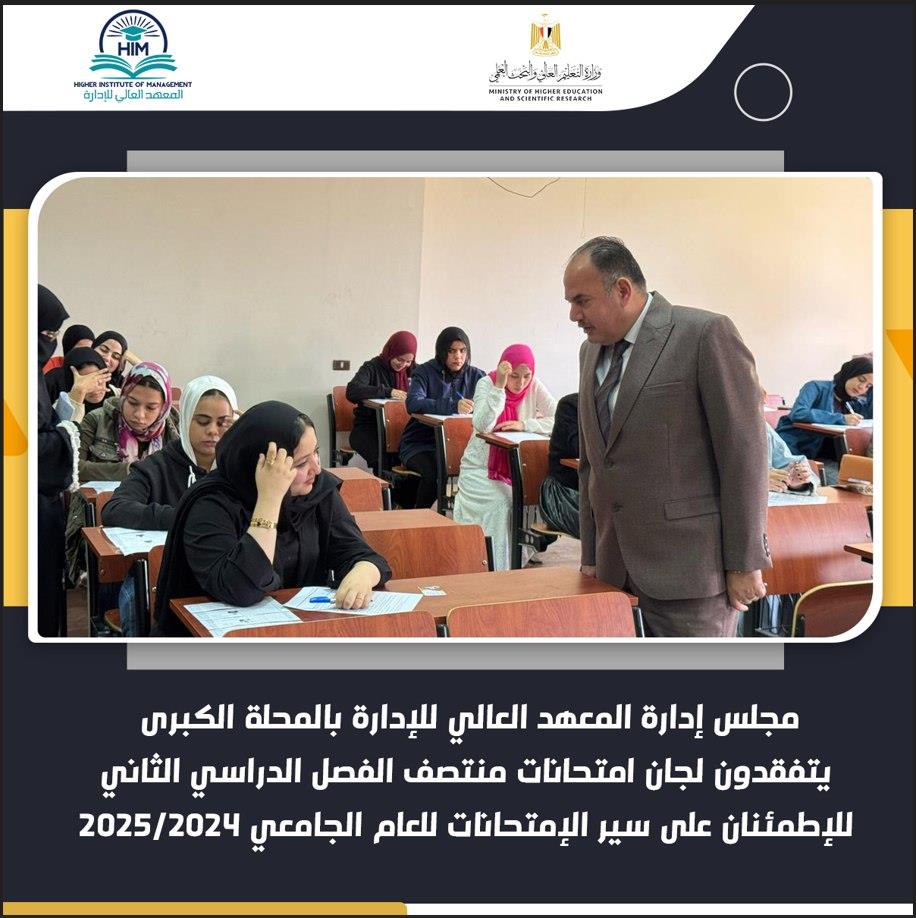 HIM
HIGHER INSTITUTE OF MANAGEMENT
المعهد العالي للإدارة
وزارة التعليم العالي والبحث العلمي
MINISTRY OF HIGHER EDUCATION
AND SCIENTIFIC RESEARCH
مجلس إدارة المعهد العالي للإدارة بالمحلة الكبرى
يتفقدون لجان امتحانات منتصف الفصل الدراسي الثاني
للإطمئنان على سير الإمتحانات للعام الجامعي 2025/2024